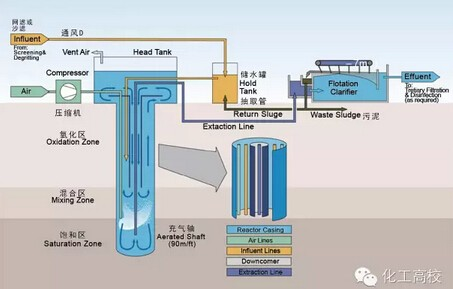 网滤或
沙滤
Influent
From:
Screening&
Degritting
通风D
Vent Air
Head Tank
Compressor
Air
压缩机
储水罐
Hold
Tank
抽取管
Return Sluge
Extaction Line
Flotation
Clarifier
Effluent
To:
Tertiary Filtration
& Disinfection
(as required)
Waste Sludge 污泥
氧化区
Oxidation Zone
混合区
Mixing Zone
饱和区
Saturation Zone
充气轴
Aerated Shaft
(90m/ft)
Reactor Casing
Air Lines
Influent Lines
Downcomer
Extraction Line
化工高校